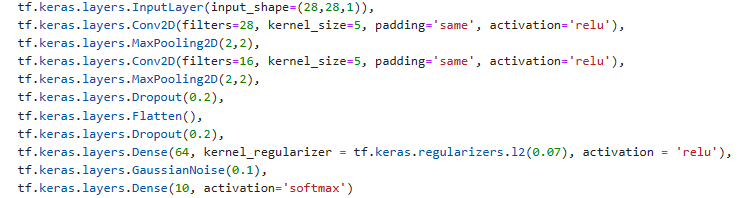 tf.keras.layers.InputLayer(input_shape=(28,28,1)),
tf.keras.layers.Conv2D(filters=28, kernel_size=5, padding='same', activation='relu'),
tf.keras.layers.MaxPooling2D(2,2),
tf.keras.layers.Conv2D(filters=16, kernel_size=5, padding='same', activation='relu'),
tf.keras.layers.MaxPooling2D(2,2),
tf.keras.layers.Dropout(0.2),
tf.keras.layers.Flatten(),
tf.keras.layers.Dropout(0.2),
tf.keras.layers.Dense(64, kernel_regularizer = tf.keras.regularizers.l2(0.07), activation = 'relu'),
tf.keras.layers.GaussianNoise(0.1),
tf.keras.layers.Dense(10, activation='softmax')